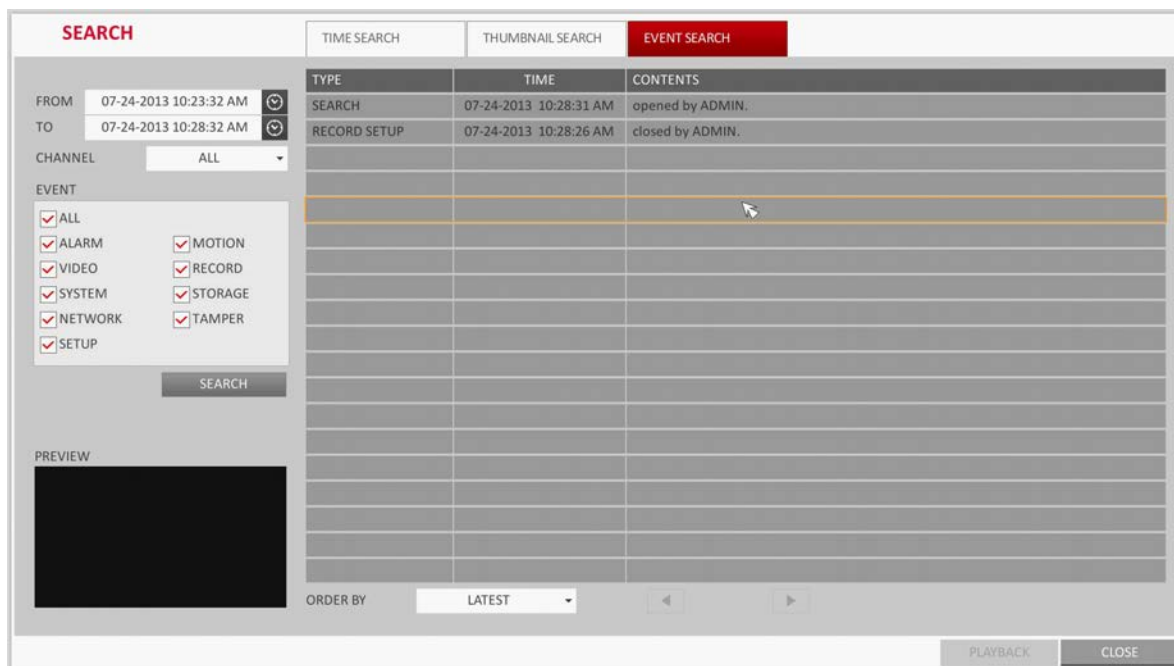 SEARCH
TIME SEARCH
THUMBNAIL SEARCH
EVENT SEARCH
FROM 07-24-2013 10:23:32 AM
TO 07-24-2013 10:28:32 AM
CHANNEL ALL
EVENT
ALL
ALARM MOTION
VIDEO RECORD
SYSTEM STORAGE
NETWORK TAMPER
SETUP
SEARCH
PREVIEW
TYPE TIME CONTENTS
SEARCH 07-24-2013 10:28:31 AM opened by ADMIN.
RECORD SETUP 07-24-2013 10:28:26 AM closed by ADMIN.
ORDER BY LATEST
PLAYBACK CLOSE